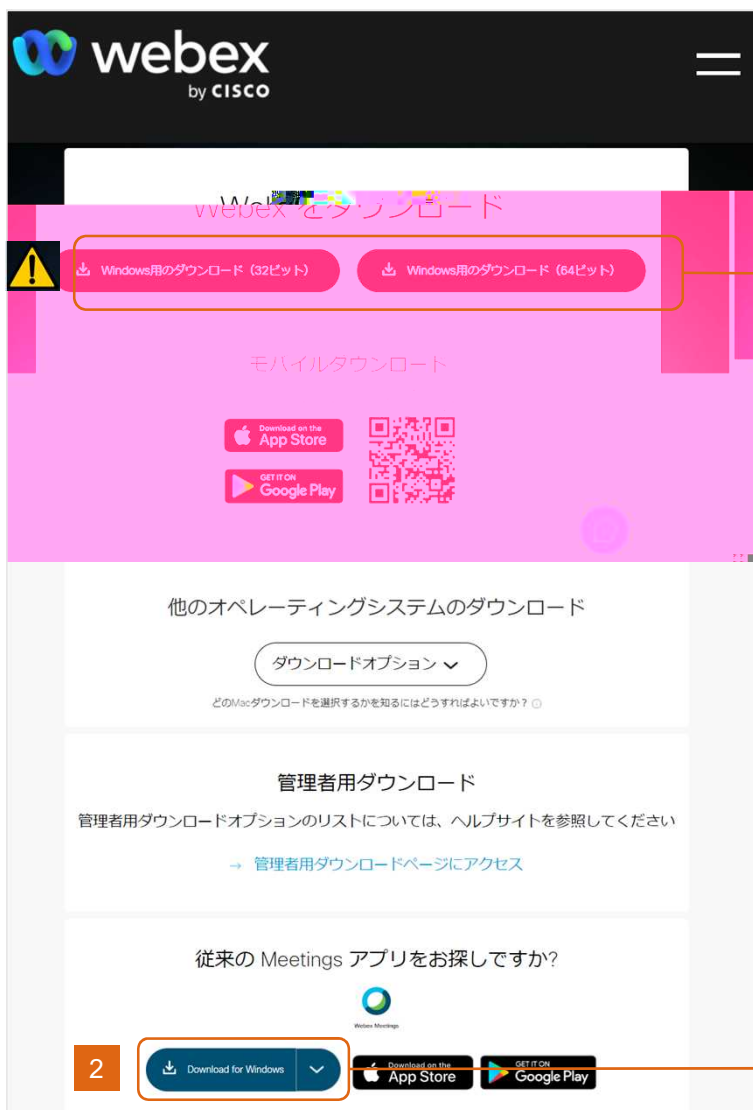 webex
by CISCO
Webex をダウンロード
Windows用のダウンロード（32ビット）
Windows用のダウンロード（64ビット）
モバイルダウンロート
Download on the
App Store
GET IT ON
Google Play
他のオペレーティングシステムのダウンロード
ダウンロードオプション
どのMacダウンロードを選択するかを知るにはどうすればよいですか？
管理者用ダウンロード
管理者用ダウンロードオプションのリストについては、ヘルプサイトを参照してください
→ 管理者用ダウンロードページにアクセス
従来の Meetings アプリをお探しですか?
Webex Meetings
2
Download for Windows
Download on the
App Store
GET IT ON
Google Play